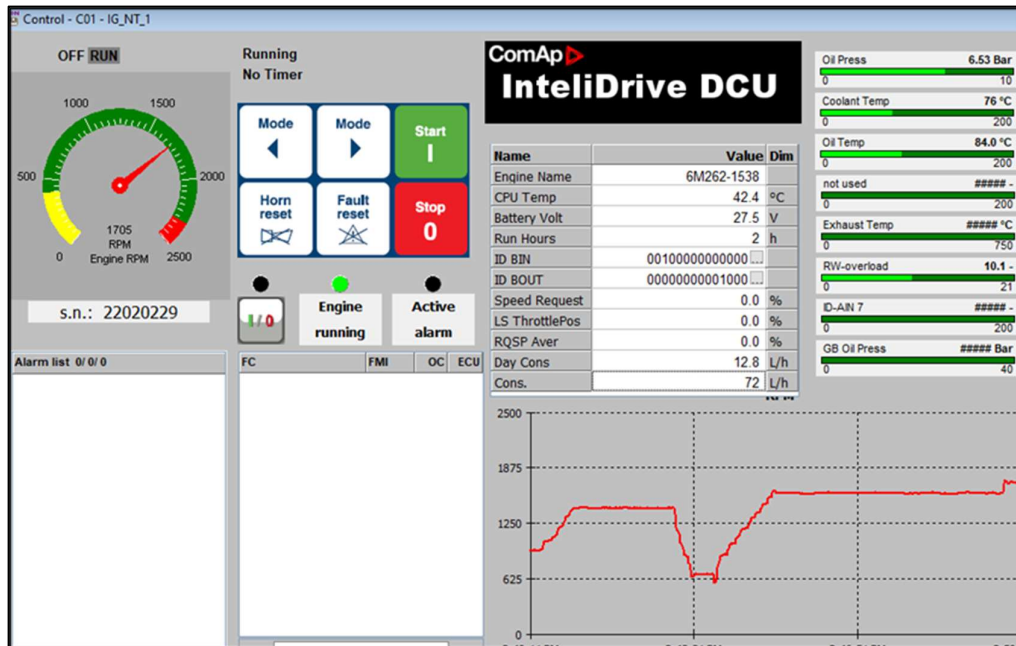 Control - C01 - IG_NT_1
OFF RUN
Running
No Timer
500
1000
1500
2000
0
2500
1705
RPM
Engine RPM
s.n.: 22020229
Mode
Mode
Start
I
Horn
reset
Fault
reset
Stop
0
I / O
Engine
running
Active
alarm
ComAp
InteliDrive DCU
Name Value Dim
Engine Name 6M262-1538
CPU Temp 42.4 °C
Battery Volt 27.5 V
Run Hours 2 h
ID BIN 00100000000000 ...
ID BOUT 00000000001000 ...
Speed Request 0.0 %
LS ThrottlePos 0.0 %
RQSP Aver 0.0 %
Day Cons 12.8 L/h
Cons. 72 L/h
Oil Press 6.53 Bar
0 10
Coolant Temp 76 °C
0 200
Oil Temp 84.0 °C
0 200
not used ##### -
0 200
Exhaust Temp ##### °C
0 750
RW-overload 10.1 -
0 21
ID-AIN 7 ##### -
0 200
GB Oil Press ##### Bar
0 40
Alarm list 0/ 0/ 0
FC FMI OC ECU
RPM
2500
1875
1250
625
0